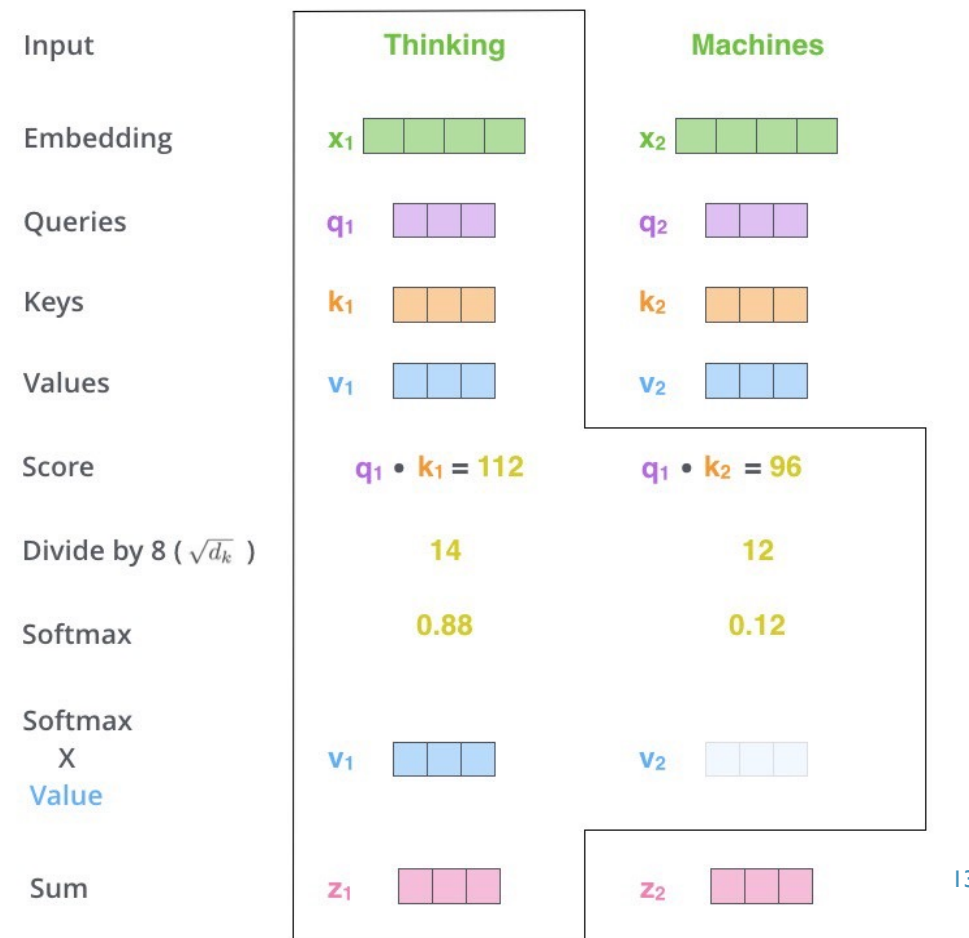 Input Thinking Machines
Embedding x₁ x₂
Queries q₁ q₂
Keys k₁ k₂
Values v₁ v₂
Score q₁ • k₁ = 112 q₁ • k₂ = 96
Divide by 8 ( √dₖ ) 14 12
Softmax 0.88 0.12
Softmax
X
Value v₁ v₂
Sum z₁ z₂
13